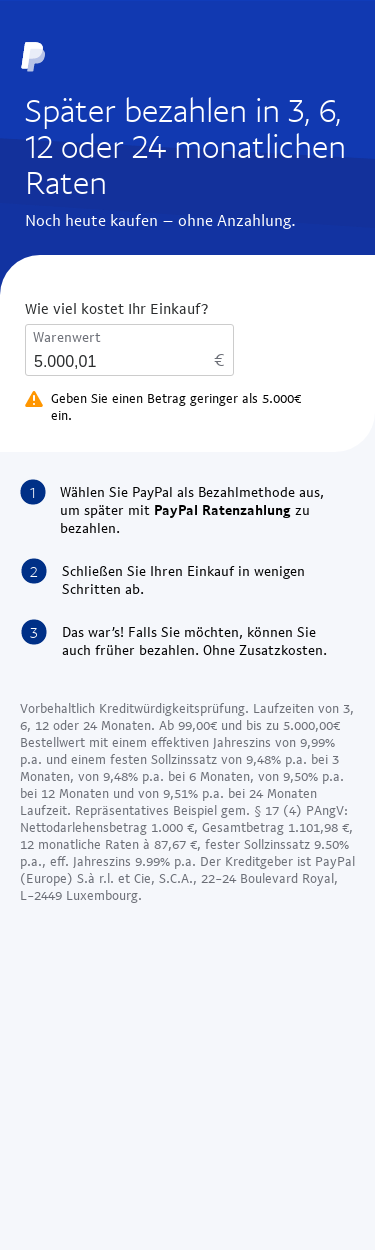 Später bezahlen in 3, 6,
12 oder 24 monatlichen
Raten
Noch heute kaufen – ohne Anzahlung.
Wie viel kostet Ihr Einkauf?
Warenwert
5.000,01 €
Geben Sie einen Betrag geringer als 5.000€
ein.
1 Wählen Sie PayPal als Bezahlmethode aus,
um später mit PayPal Ratenzahlung zu
bezahlen.
2 Schließen Sie Ihren Einkauf in wenigen
Schritten ab.
3 Das war’s! Falls Sie möchten, können Sie
auch früher bezahlen. Ohne Zusatzkosten.
Vorbehaltlich Kreditwürdigkeitsprüfung. Laufzeiten von 3,
6, 12 oder 24 Monaten. Ab 99,00€ und bis zu 5.000,00€
Bestellwert mit einem effektiven Jahreszins von 9,99%
p.a. und einem festen Sollzinssatz von 9,48% p.a. bei 3
Monaten, von 9,48% p.a. bei 6 Monaten, von 9,50% p.a.
bei 12 Monaten und von 9,51% p.a. bei 24 Monaten
Laufzeit. Repräsentatives Beispiel gem. § 17 (4) PAngV:
Nettodarlehensbetrag 1.000 €, Gesamtbetrag 1.101,98 €,
12 monatliche Raten à 87,67 €, fester Sollzinssatz 9.50%
p.a., eff. Jahreszins 9.99% p.a. Der Kreditgeber ist PayPal
(Europe) S.à r.l. et Cie, S.C.A., 22-24 Boulevard Royal,
L-2449 Luxembourg.